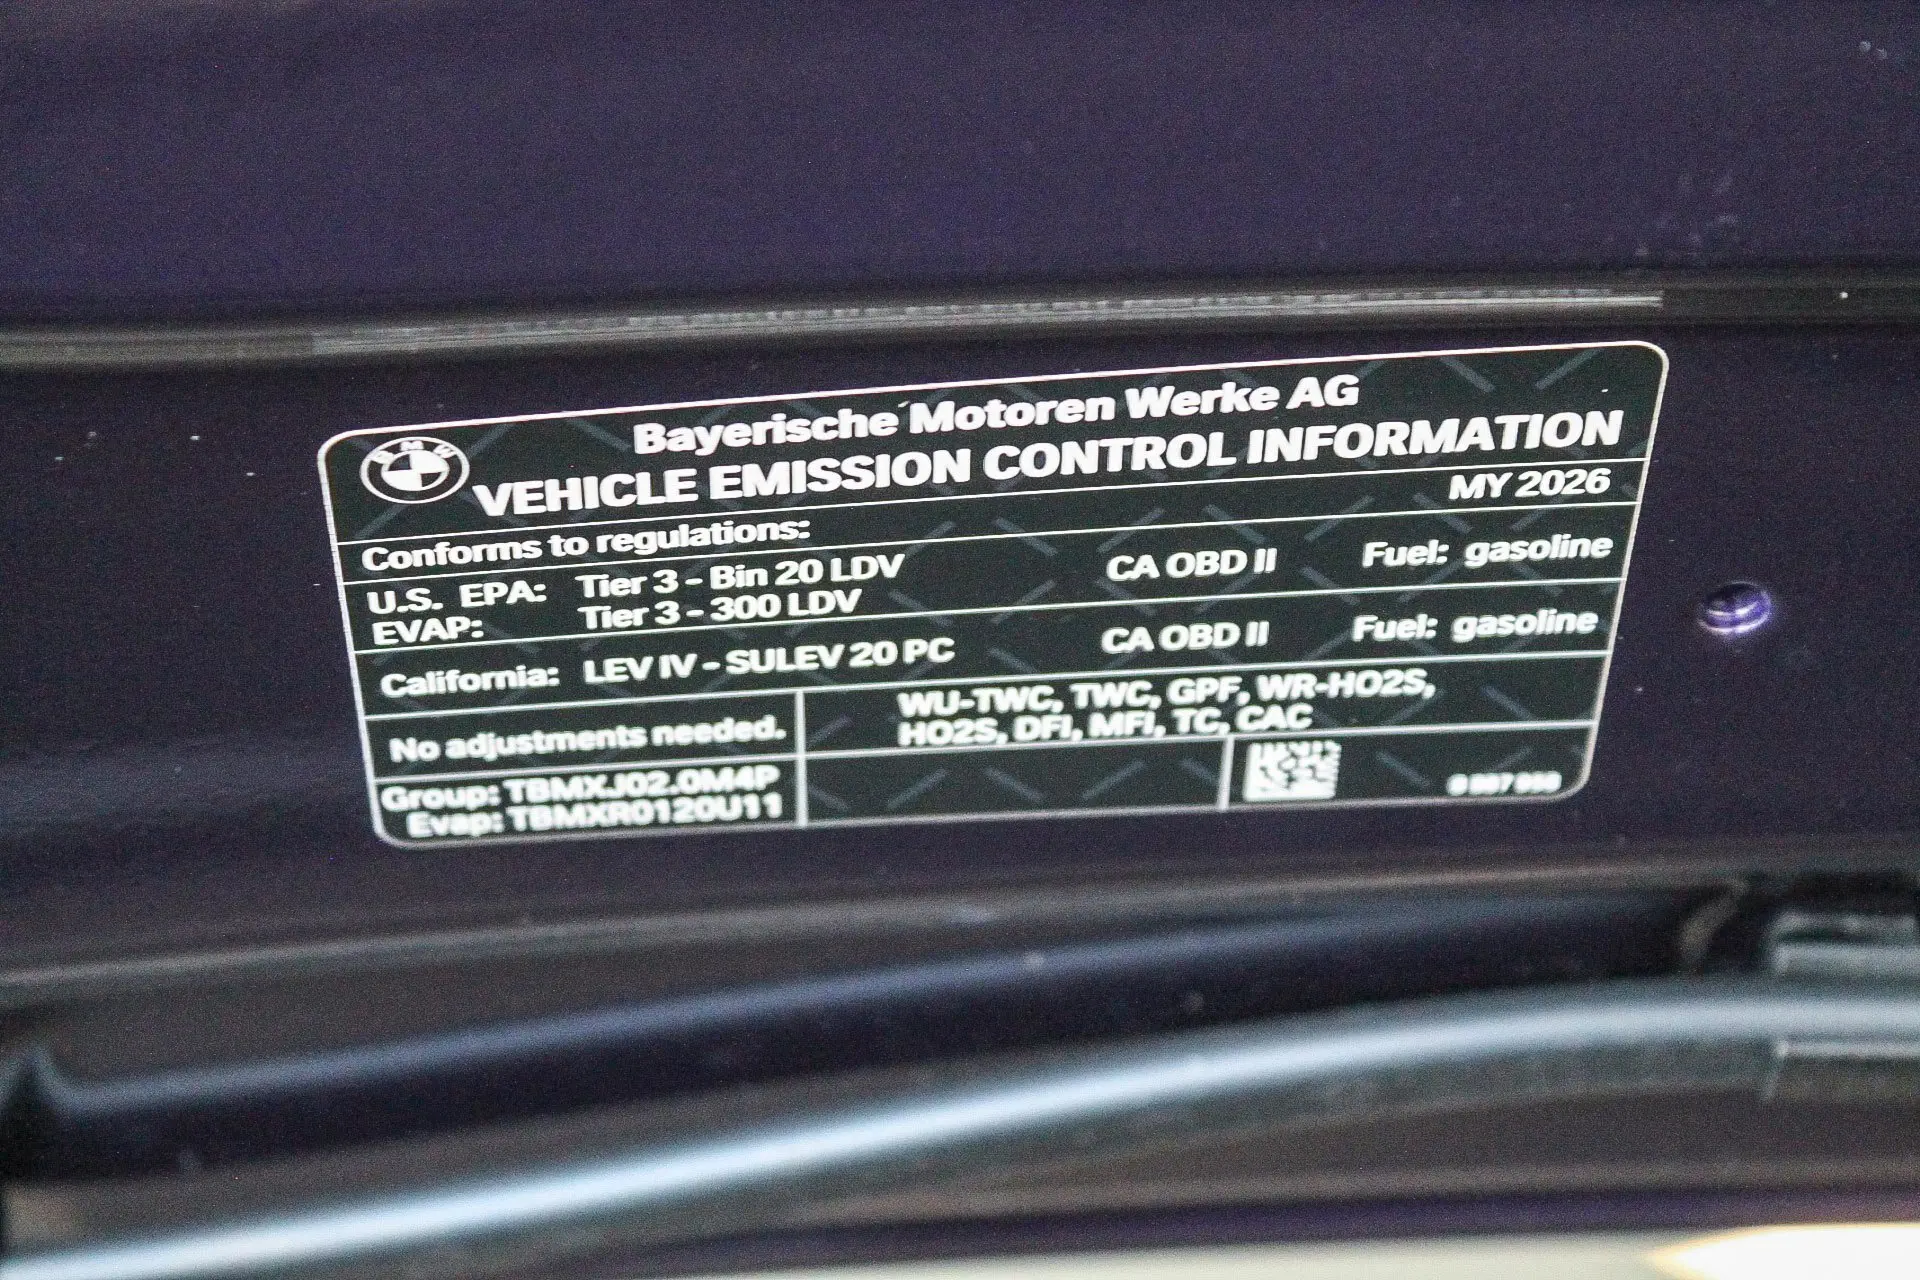 BMW
Bayerische Motoren Werke AG
VEHICLE EMISSION CONTROL INFORMATION
MY 2026
Conforms to regulations:
U.S. EPA: Tier 3 - Bin 20 LDV CA OBD II Fuel: gasoline
EVAP: Tier 3 - 300 LDV
California: LEV IV - SULEV 20 PC CA OBD II Fuel: gasoline
No adjustments needed.
WU-TWC, TWC, GPF, WR-HO2S,
HO2S, DFI, MFI, TC, CAC
Group: TBMXJ02.0M4P
Evap: TBMXR0120U11